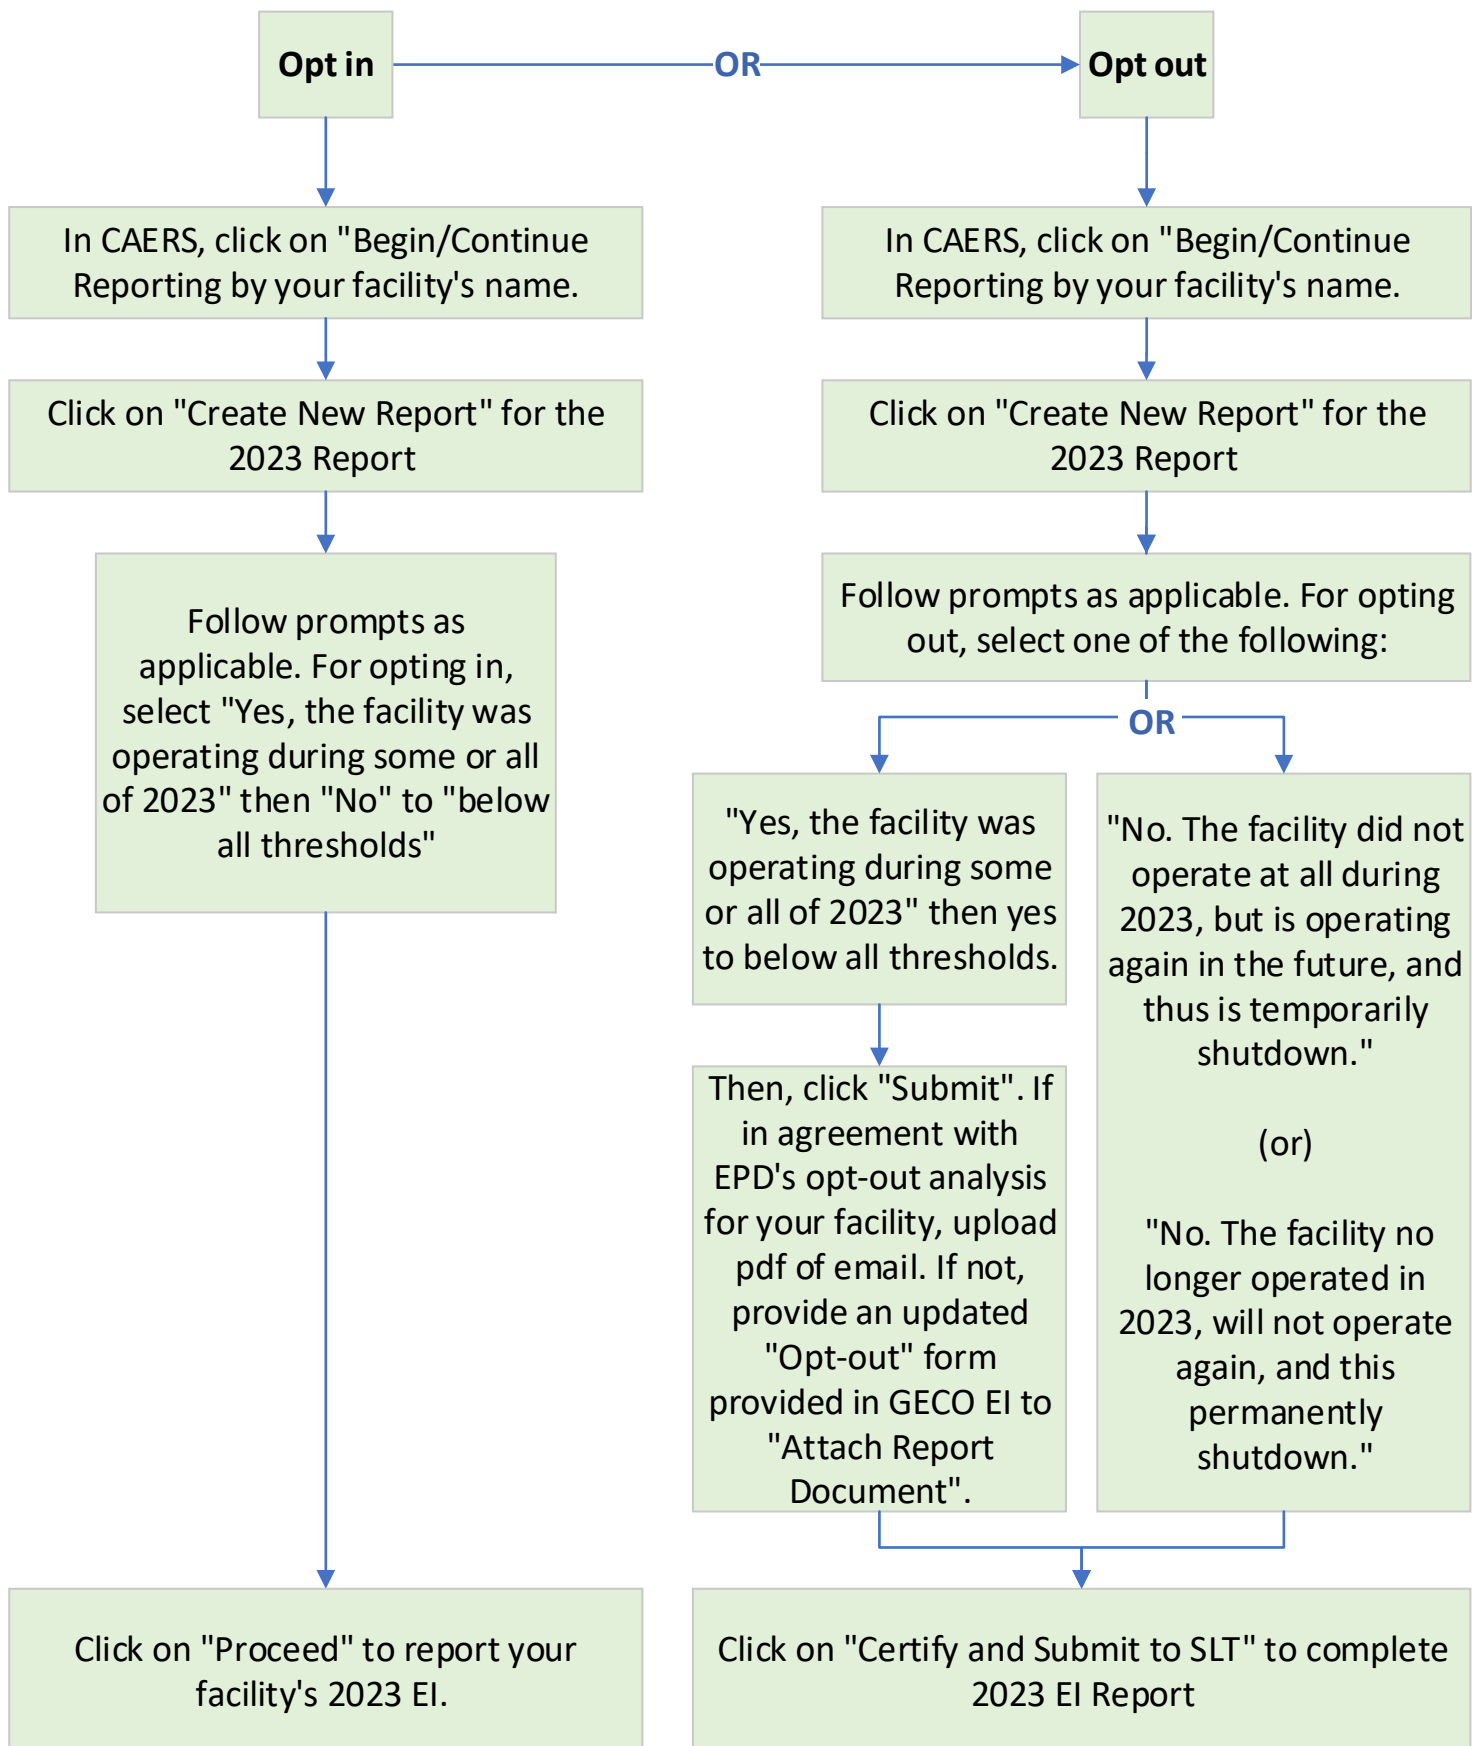 Opt in
OR
Opt out
In CAERS, click on "Begin/Continue
Reporting by your facility's name.
Click on "Create New Report" for the
2023 Report
Follow prompts as
applicable. For opting in,
select "Yes, the facility was
operating during some or all
of 2023" then "No" to "below
all thresholds"
Click on "Proceed" to report your
facility's 2023 EI.
In CAERS, click on "Begin/Continue
Reporting by your facility's name.
Click on "Create New Report" for the
2023 Report
Follow prompts as applicable. For opting
out, select one of the following:
OR
"Yes, the facility was
operating during some
or all of 2023" then yes
to below all thresholds.
Then, click "Submit". If
in agreement with
EPD's opt-out analysis
for your facility, upload
pdf of email. If not,
provide an updated
"Opt-out" form
provided in GECO EI to
"Attach Report
Document".
"No. The facility did not
operate at all during
2023, but is operating
again in the future, and
thus is temporarily
shutdown."
(or)
"No. The facility no
longer operated in
2023, will not operate
again, and this
permanently
shutdown."
Click on "Certify and Submit to SLT" to complete
2023 EI Report